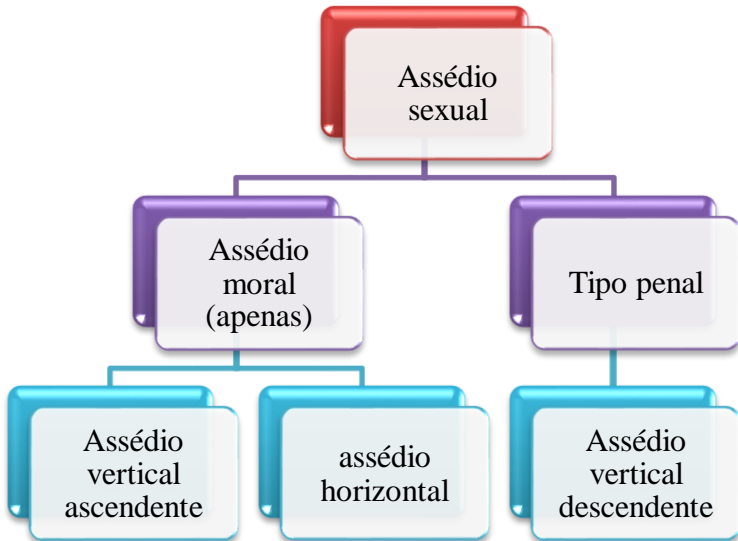 Assédio
sexual
Assédio
moral
(apenas)
Tipo penal
Assédio
vertical
ascendente
assédio
horizontal
Assédio
vertical
descendente